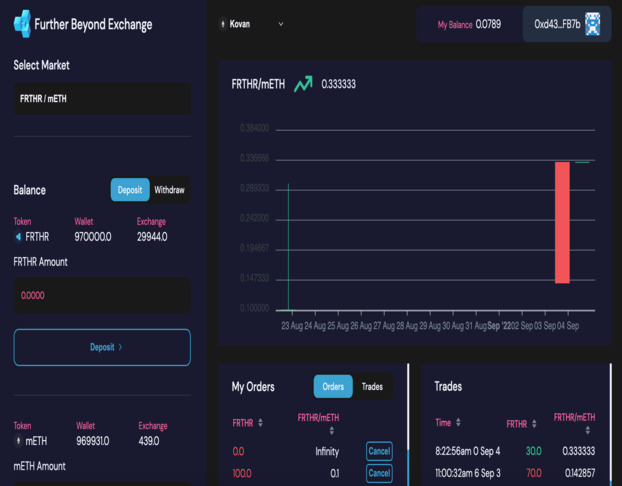 Further Beyond Exchange
Kovan
My Balance 0.0789
0xd43...FB7b
Select Market
FRTHR / mETH
Balance
Deposit Withdraw
Token Wallet Exchange
FRTHR 970000.0 29944.0
FRTHR Amount
0.0000
Deposit
Token Wallet Exchange
mETH 969931.0 439.0
mETH Amount
FRTHR/mETH 0.333333
0.384000
0.336666
0.289333
0.242000
0.194667
0.147333
0.100000
23 Aug 24 Aug 25 Aug 26 Aug 27 Aug 28 Aug 29 Aug 30 Aug 31 Aug Sep '22 02 Sep 03 Sep 04 Sep
My Orders
Orders Trades
FRTHR FRTHR/mETH
0.0 Infinity Cancel
100.0 0.1 Cancel
Trades
Time FRTHR FRTHR/mETH
8:22:56am 0 Sep 4 30.0 0.333333
11:00:32am 6 Sep 3 70.0 0.142857